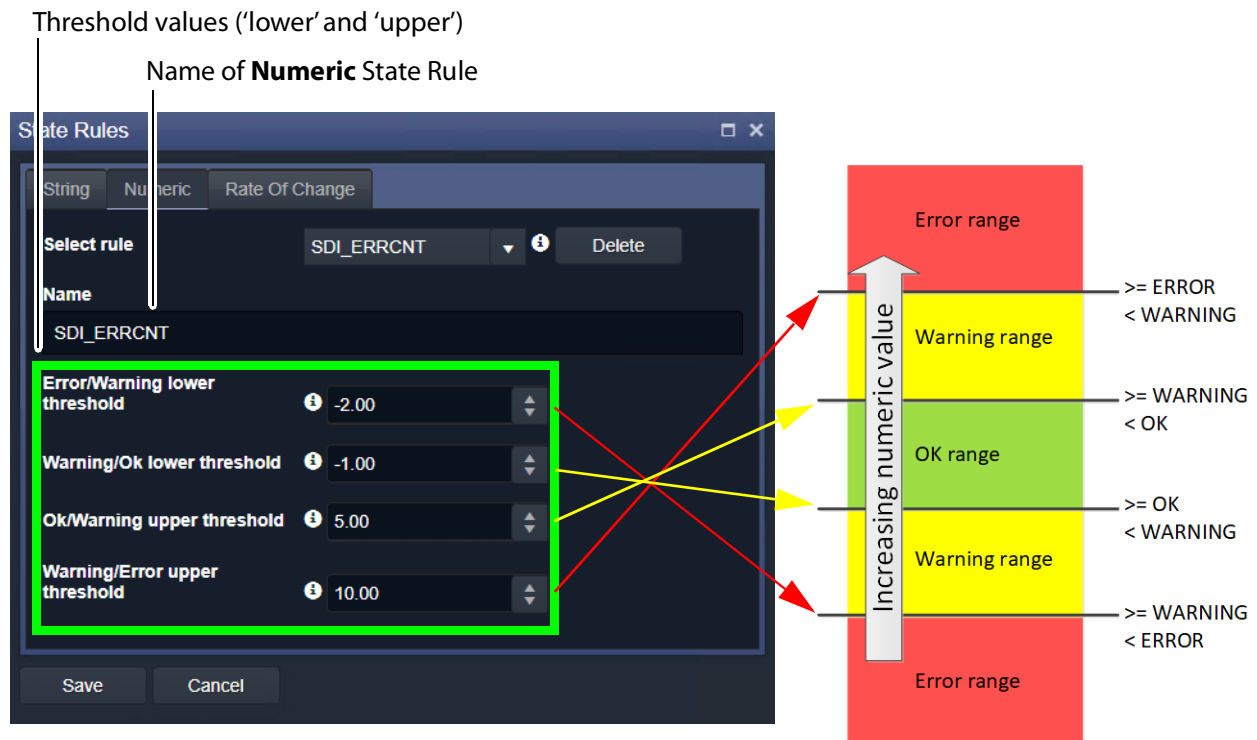 Threshold values (‘lower’ and ‘upper’)
Name of Numeric State Rule
State Rules
String Numeric Rate Of Change
Select rule SDI_ERRCNT Delete
Name
SDI_ERRCNT
Error/Warning lower
threshold -2.00
Warning/Ok lower threshold -1.00
Ok/Warning upper threshold 5.00
Warning/Error upper
threshold 10.00
Save Cancel
Increasing numeric value
Error range
>= ERROR
< WARNING
Warning range
>= WARNING
< OK
OK range
>= OK
< WARNING
Warning range
>= WARNING
< ERROR
Error range